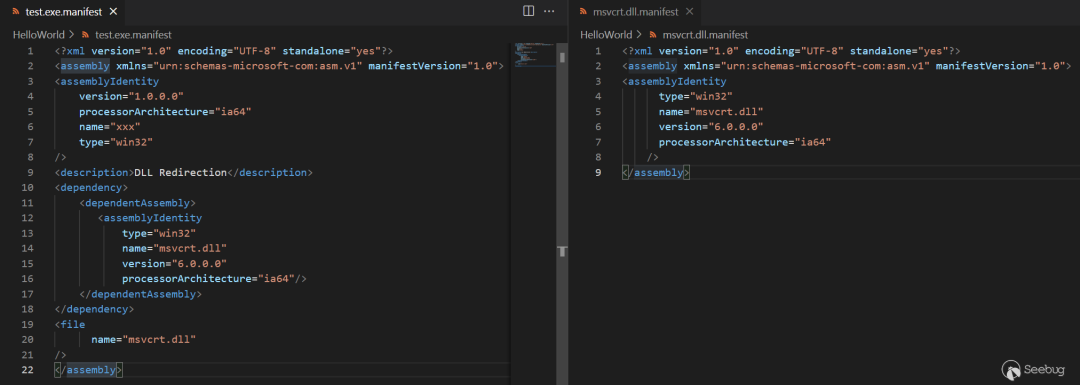 test.exe.manifest
HelloWorld > test.exe.manifest
1 <?xml version="1.0" encoding="UTF-8" standalone="yes"?>
2 <assembly xmlns="urn:schemas-microsoft-com:asm.v1" manifestVersion="1.0">
3 <assemblyIdentity
4 version="1.0.0.0"
5 processorArchitecture="ia64"
6 name="xxx"
7 type="win32"
8 />
9 <description>DLL Redirection</description>
10 <dependency>
11 <dependentAssembly>
12 <assemblyIdentity
13 type="win32"
14 name="msvcrt.dll"
15 version="6.0.0.0"
16 processorArchitecture="ia64"/>
17 </dependentAssembly>
18 </dependency>
19 <file
20 name="msvcrt.dll"
21 />
22 </assembly>
msvcrt.dll.manifest
HelloWorld > msvcrt.dll.manifest
1 <?xml version="1.0" encoding="UTF-8" standalone="yes"?>
2 <assembly xmlns="urn:schemas-microsoft-com:asm.v1" manifestVersion="1.0">
3 <assemblyIdentity
4 type="win32"
5 name="msvcrt.dll"
6 version="6.0.0.0"
7 processorArchitecture="ia64"
8 />
9 </assembly>
Seebug